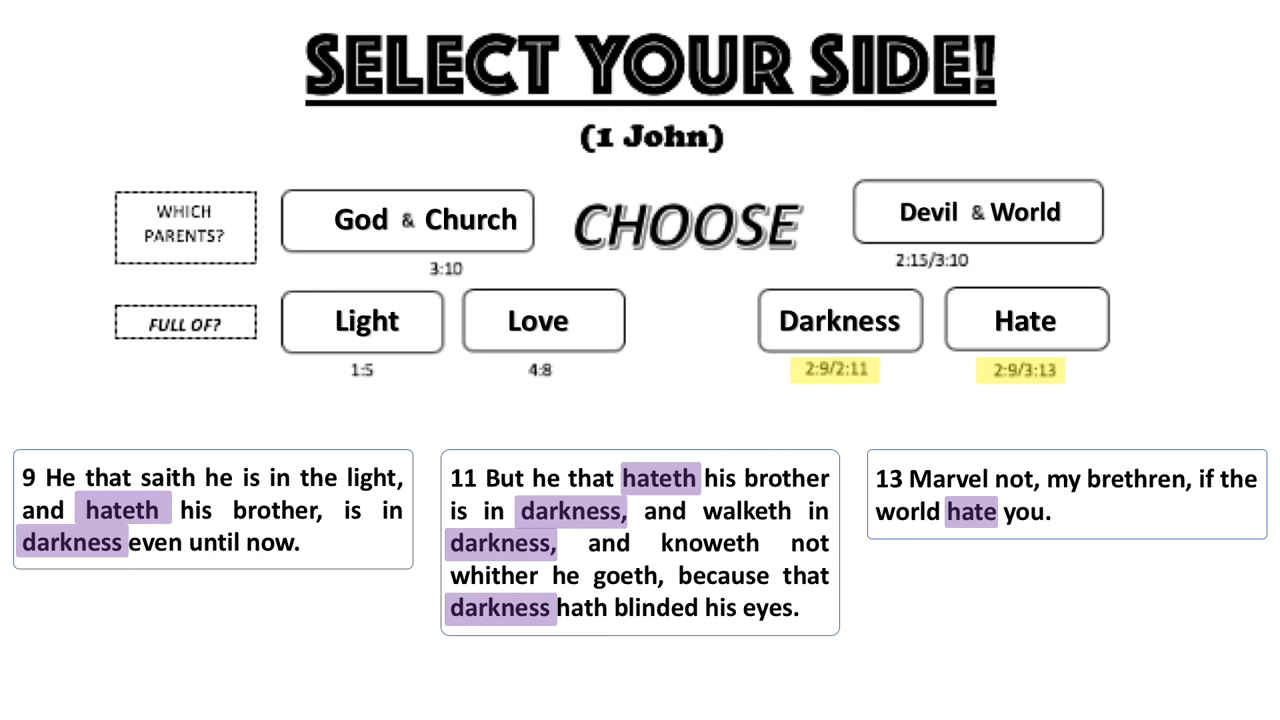 SELECT YOUR SIDE!
(1 John)
WHICH
PARENTS?
God & Church
CHOOSE
Devil & World
3:10
2:15/3:10
FULL OF?
Light
Love
Darkness
Hate
1:5
4:8
2:9/2:11
2:9/3:13
9 He that saith he is in the light,
and hateth his brother, is in
darkness even until now.
11 But he that hateth his brother
is in darkness, and walketh in
darkness, and knoweth not
whither he goeth, because that
darkness hath blinded his eyes.
13 Marvel not, my brethren, if the
world hate you.